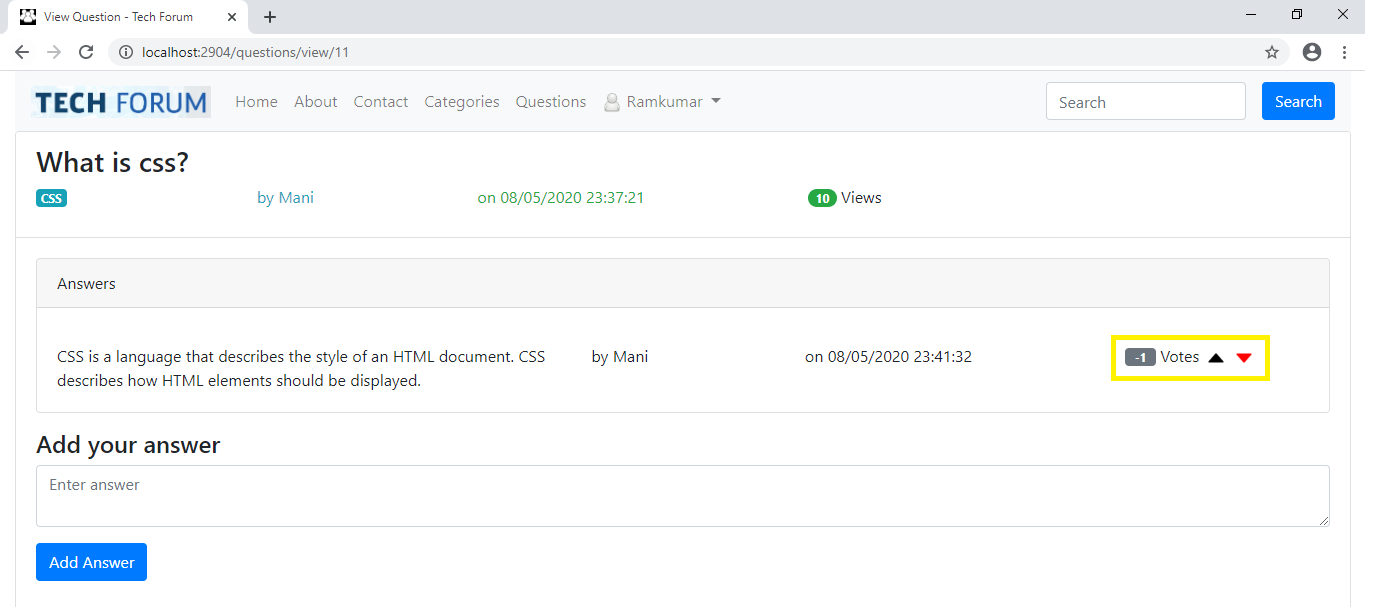 View Question - Tech Forum
localhost:2904/questions/view/11
TECH FORUM Home About Contact Categories Questions Ramkumar Search Search
What is css?
CSS by Mani on 08/05/2020 23:37:21 10 Views
Answers
CSS is a language that describes the style of an HTML document. CSS by Mani on 08/05/2020 23:41:32 -1 Votes
describes how HTML elements should be displayed.
Add your answer
Enter answer
Add Answer